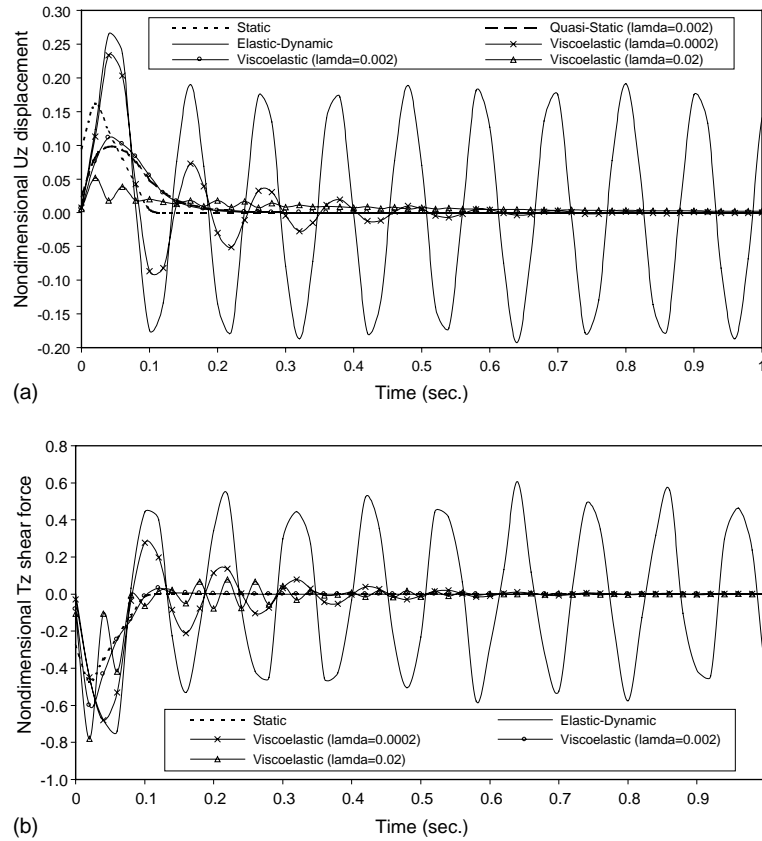 0.30
0.25
0.20
0.15
0.10
0.05
0.00
-0.05
-0.10
-0.15
-0.20
Nondimensional Uz displacement
Static
Quasi-Static (lamda=0.002)
Elastic-Dynamic
Viscoelastic (lamda=0.0002)
Viscoelastic (lamda=0.002)
Viscoelastic (lamda=0.02)
0 0.1 0.2 0.3 0.4 0.5 0.6 0.7 0.8 0.9 1
(a)
Time (sec.)
0.8
0.6
0.4
0.2
0.0
-0.2
-0.4
-0.6
-0.8
-1.0
Nondimensional Tz shear force
Static
Elastic-Dynamic
Viscoelastic (lamda=0.0002)
Viscoelastic (lamda=0.002)
Viscoelastic (lamda=0.02)
0 0.1 0.2 0.3 0.4 0.5 0.6 0.7 0.8 0.9
(b)
Time (sec.)